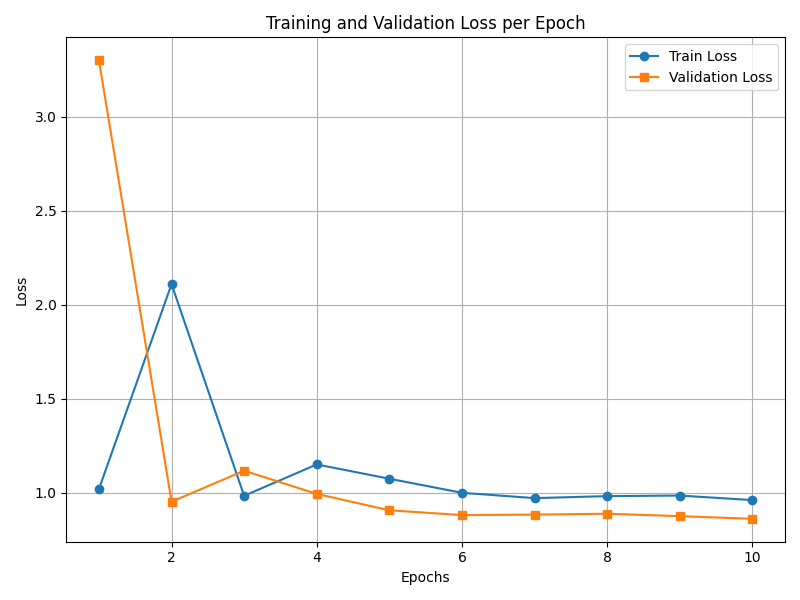 Training and Validation Loss per Epoch
Train Loss
Validation Loss
Loss
3.0
2.5
2.0
1.5
1.0
2 4 6 8 10
Epochs